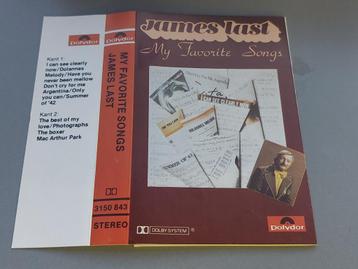 Polydor
Kant 1:
I can see clearly
now/Dolannes
Melody/Have you
never been mellow
Don't cry for me
Argentina/Only
you can/Summer
of '42
Kant 2:
The best of my
love/Photographs
The boxer
Mac Arthur Park
MY FAVORITE SONGS
JAMES LAST
3150 843
STEREO
James Last
My Favorite Songs
DOLBY SYSTEM ®
Polydor